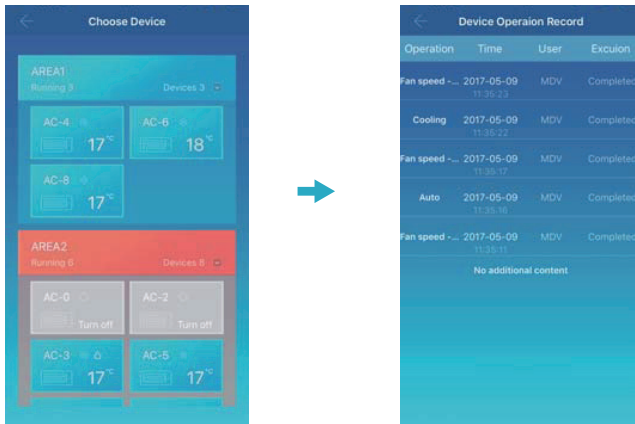 Choose Device
AREA1
Running 3 Devices 3
AC-4 AC-6
17℃ 18℃
AC-8
17℃
AREA2
Running 6 Devices 8
AC-0 AC-2
Turn off Turn off
AC-3 AC-5
17℃ 17℃
Device Operaion Record
Operation Time User Excuion
Fan speed -... 2017-05-09 MDV Completed
11:35:23
Cooling 2017-05-09 MDV Completed
11:35:22
Fan speed -... 2017-05-09 MDV Completed
11:35:17
Auto 2017-05-09 MDV Completed
11:35:16
Fan speed -... 2017-05-09 MDV Completed
11:35:11
No additional content